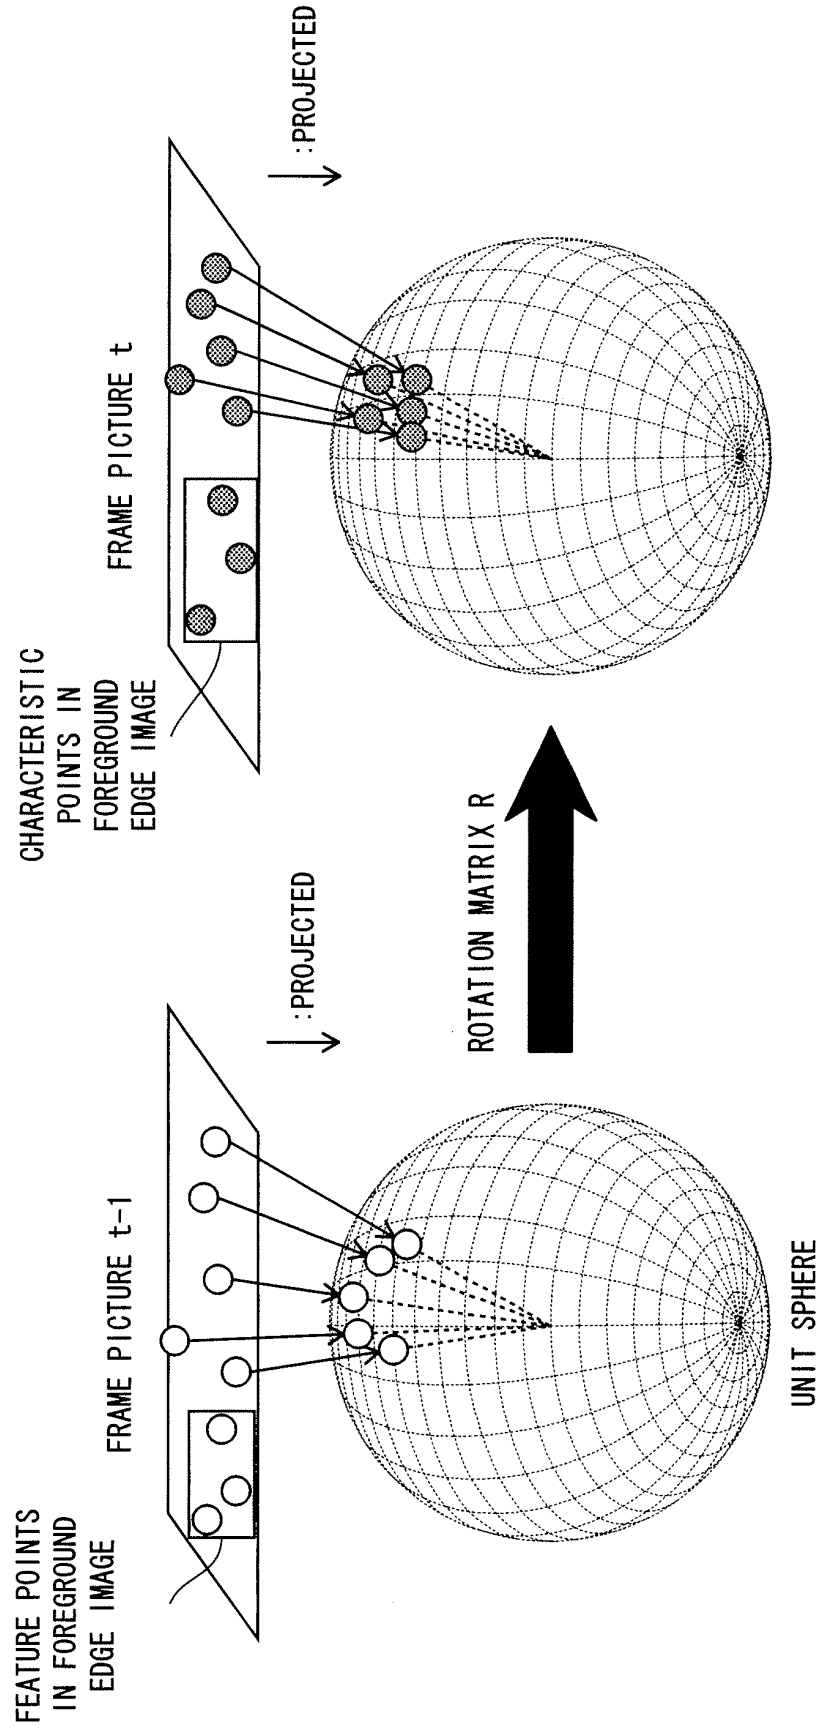 FEATURE POINTS
IN FOREGROUND
EDGE IMAGE
FRAME PICTURE t-1
:PROJECTED
UNIT SPHERE
ROTATION MATRIX R
CHARACTERISTIC
POINTS IN
FOREGROUND
EDGE IMAGE
FRAME PICTURE t
:PROJECTED